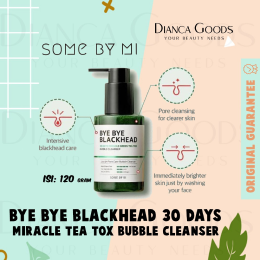 DIANCA GOODS
YOUR BEAUTY NEEDS
SOME BY MI
Pore cleansing
for clearer skin
Intensive
blackhead care
BYE BYE
BLACKHEAD
Immediately brighter
skin just by washing
your face
SOME BY MI
ISI: 120 GRAM
ORIGINAL GUARANTEE
BYE BYE BLACKHEAD 30 DAYS
MIRACLE TEA TOX BUBBLE CLEANSER